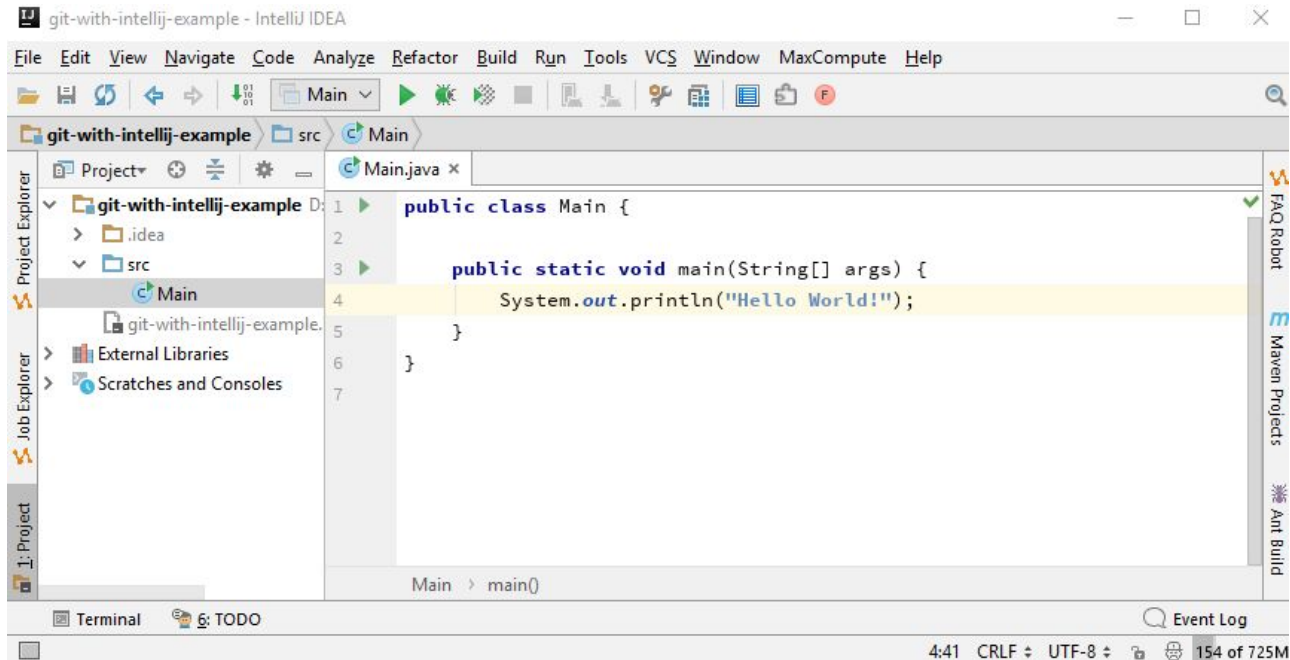 git-with-intellij-example - IntelliJ IDEA
File Edit View Navigate Code Analyze Refactor Build Run Tools VCS Window MaxCompute Help
Main
git-with-intellij-example src Main
Project
Main.java
git-with-intellij-example D:
.idea
src
Main
git-with-intellij-example.
External Libraries
Scratches and Consoles
1 public class Main {
2
3 public static void main(String[] args) {
4 System.out.println("Hello World!");
5 }
6 }
7
Main > main()
Project Explorer
Job Explorer
1: Project
FAQ Robot
Maven Projects
Ant Build
Terminal 6: TODO Event Log
4:41 CRLF UTF-8 154 of 725M